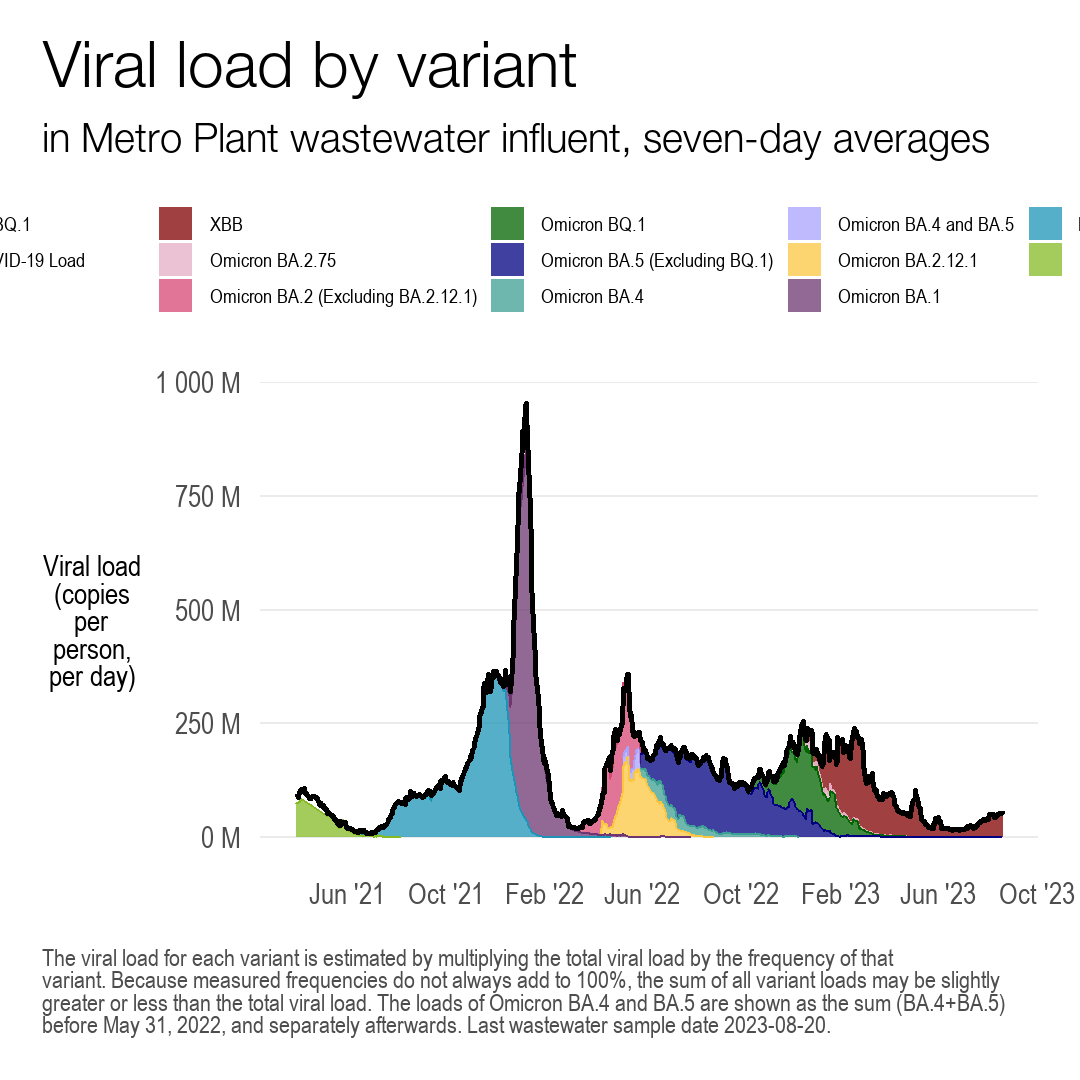 Viral load by variant
in Metro Plant wastewater influent, seven-day averages
BQ.1
XBB
Omicron BQ.1
Omicron BA.4 and BA.5
VID-19 Load
Omicron BA.2.75
Omicron BA.5 (Excluding BQ.1)
Omicron BA.2.12.1
Omicron BA.2 (Excluding BA.2.12.1)
Omicron BA.4
Omicron BA.1
1 000 M
750 M
500 M
250 M
0 M
Viral load
(copies
per
person,
per day)
Jun '21 Oct '21 Feb '22 Jun '22 Oct '22 Feb '23 Jun '23 Oct '23
The viral load for each variant is estimated by multiplying the total viral load by the frequency of that
variant. Because measured frequencies do not always add to 100%, the sum of all variant loads may be slightly
greater or less than the total viral load. The loads of Omicron BA.4 and BA.5 are shown as the sum (BA.4+BA.5)
before May 31, 2022, and separately afterwards. Last wastewater sample date 2023-08-20.